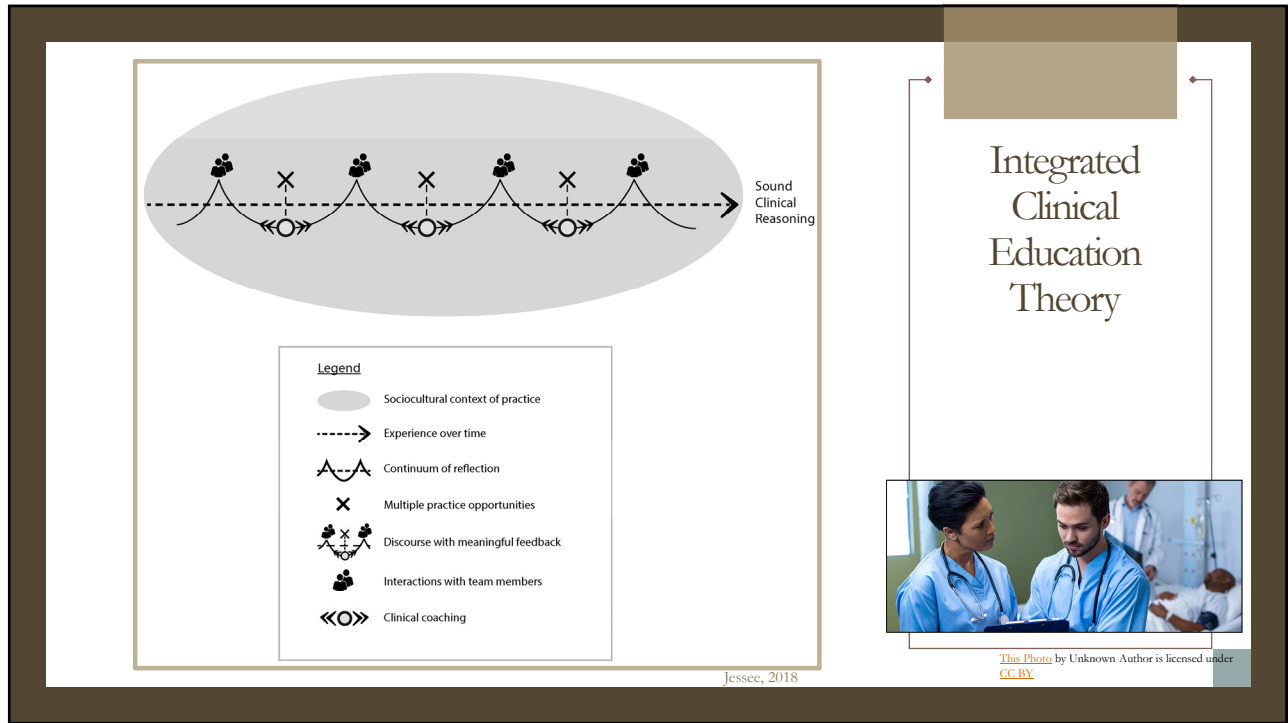 Sound
Clinical
Reasoning
Legend
Sociocultural context of practice
Experience over time
Continuum of reflection
Multiple practice opportunities
Discourse with meaningful feedback
Interactions with team members
Clinical coaching
Jessee, 2018
Integrated
Clinical
Education
Theory
This Photo by Unknown Author is licensed under
CC BY